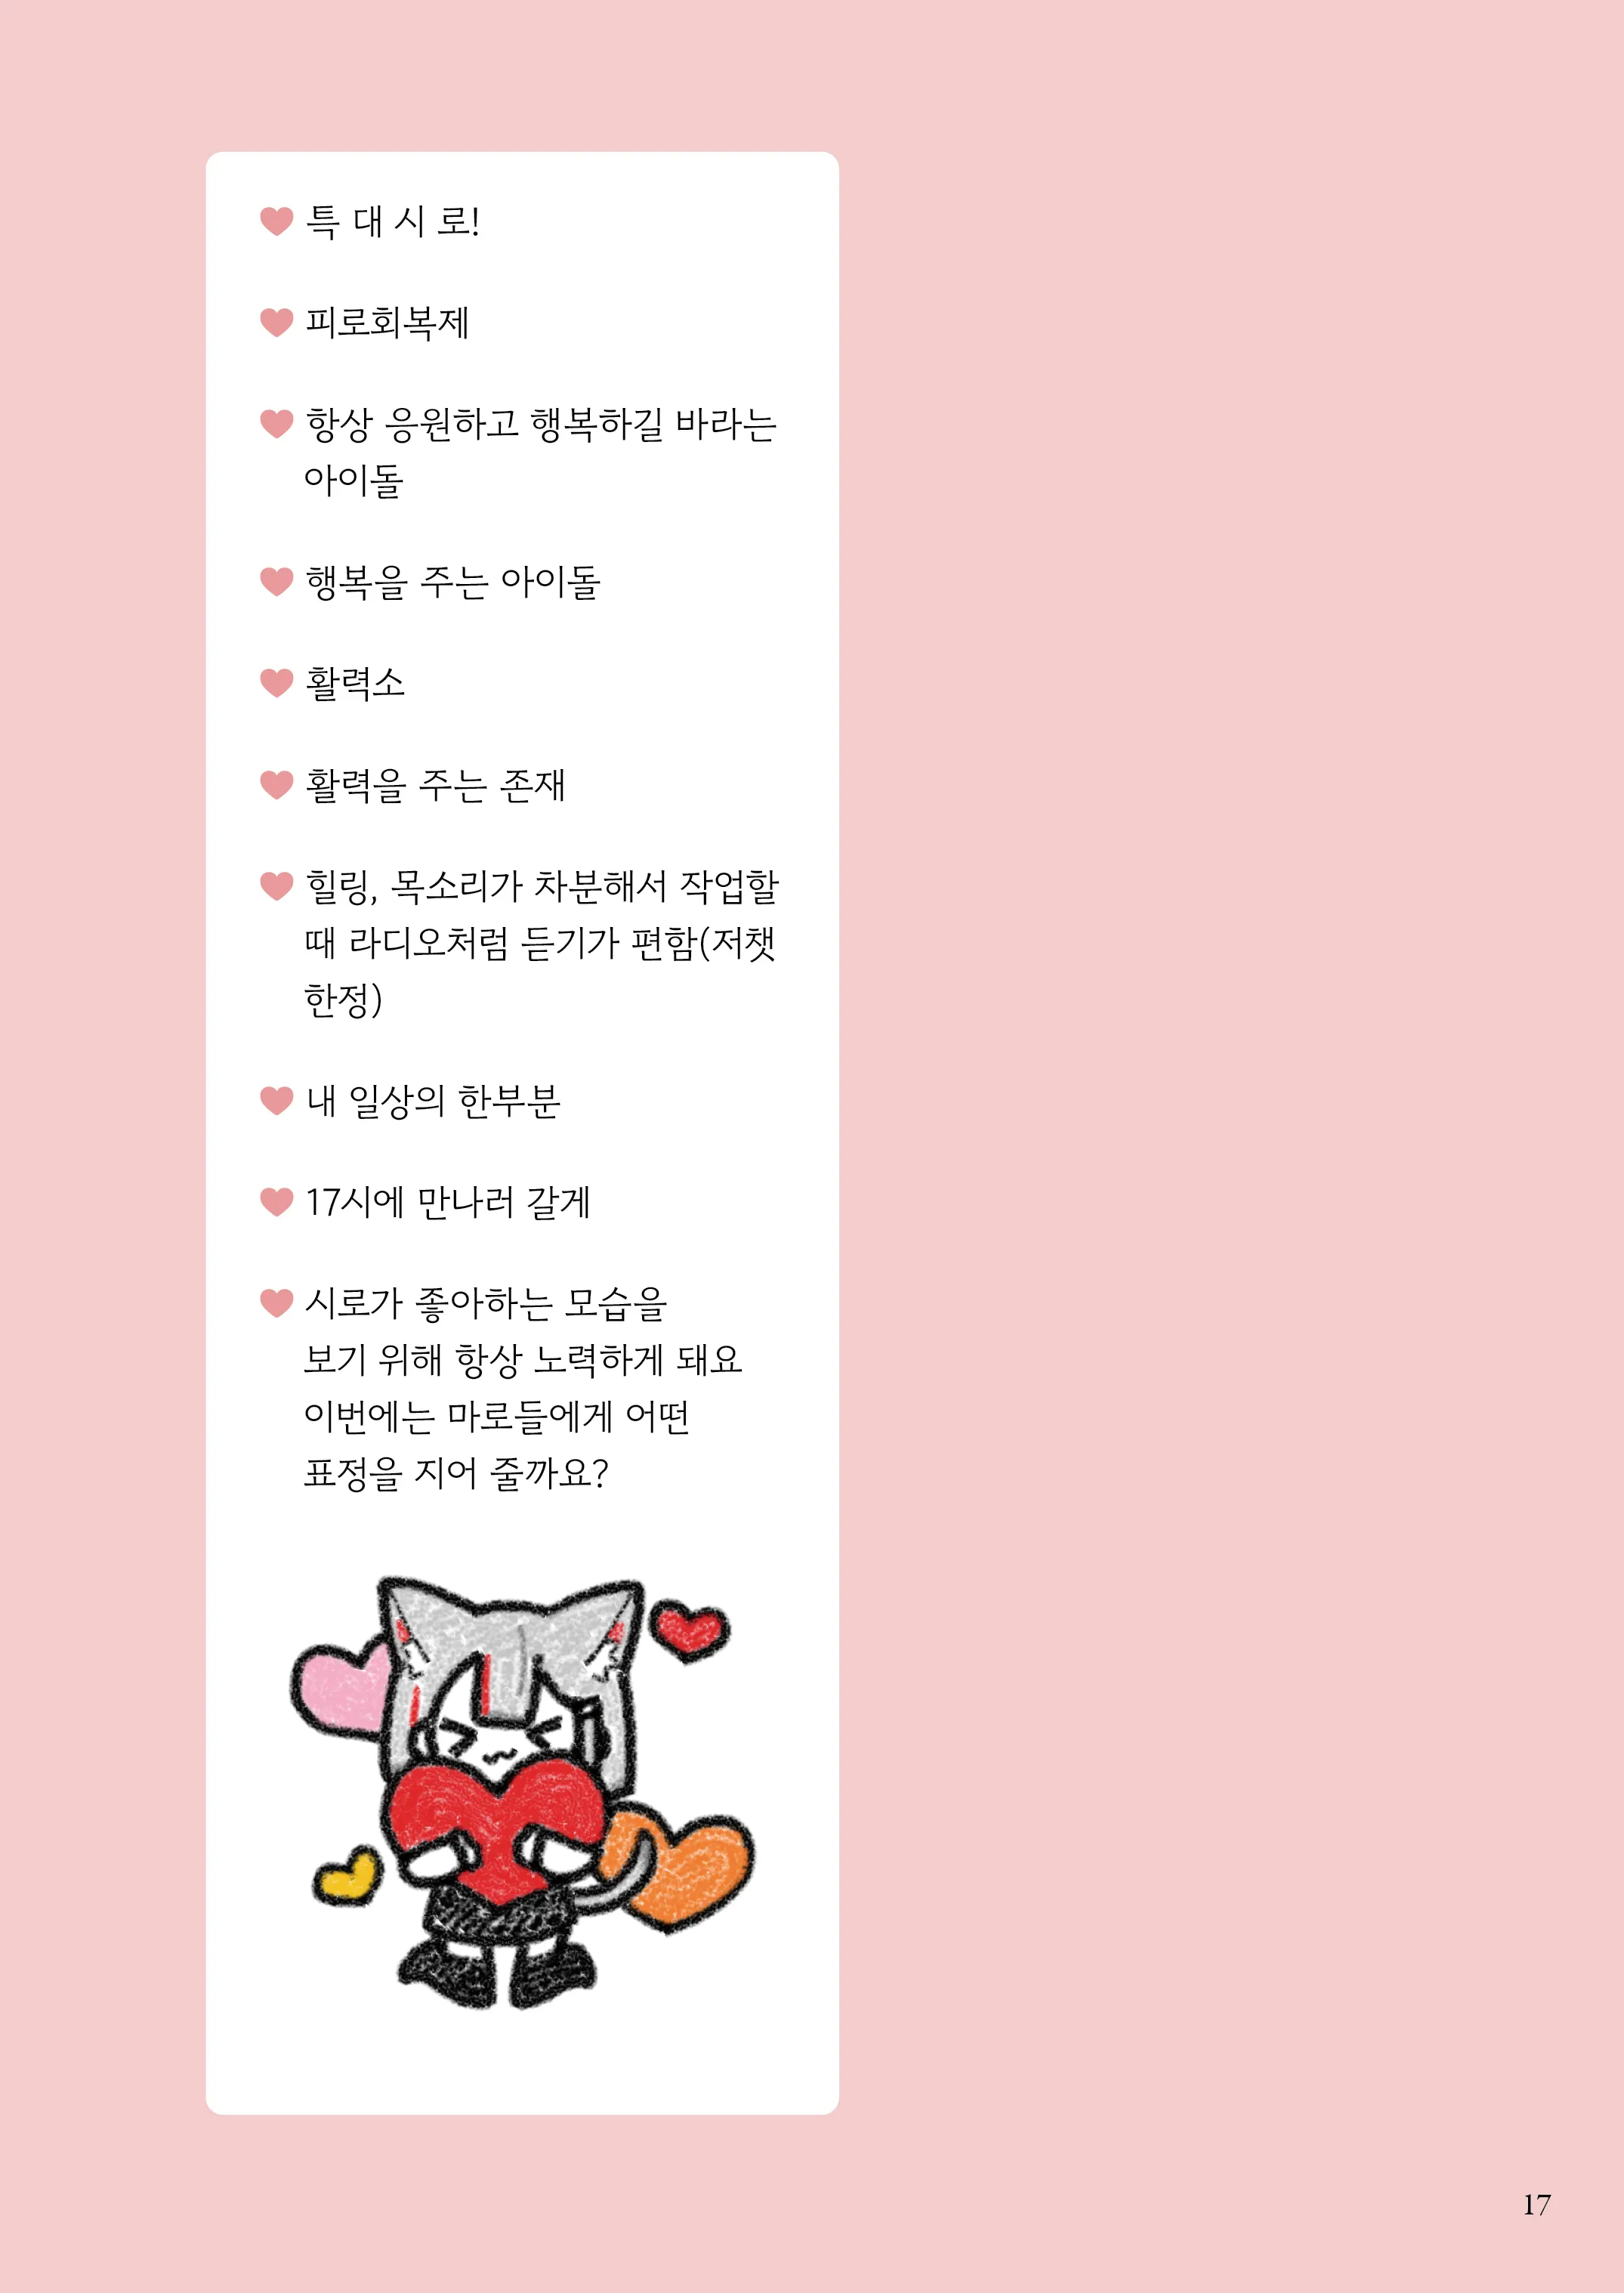 특 대 시 로!
피로회복제
항상 응원하고 행복하길 바라는
아이돌
행복을 주는 아이돌
활력소
활력을 주는 존재
힐링, 목소리가 차분해서 작업할
때 라디오처럼 듣기가 편함(저챗
한정)
내 일상의 한부분
17시에 만나러 갈게
시로가 좋아하는 모습을
보기 위해 항상 노력하게 돼요
이번에는 마로들에게 어떤
표정을 지어 줄까요?
17